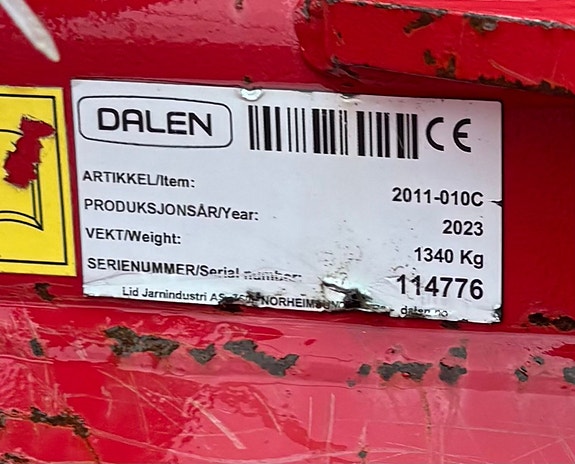 DALEN
CE
ARTIKKEL/Item: 2011-010C
PRODUKSJONSÅR/Year: 2023
VEKT/Weight: 1340 Kg
SERIENUMMER/Serial number: 114776
Lid Jarnindustri AS dalen.no